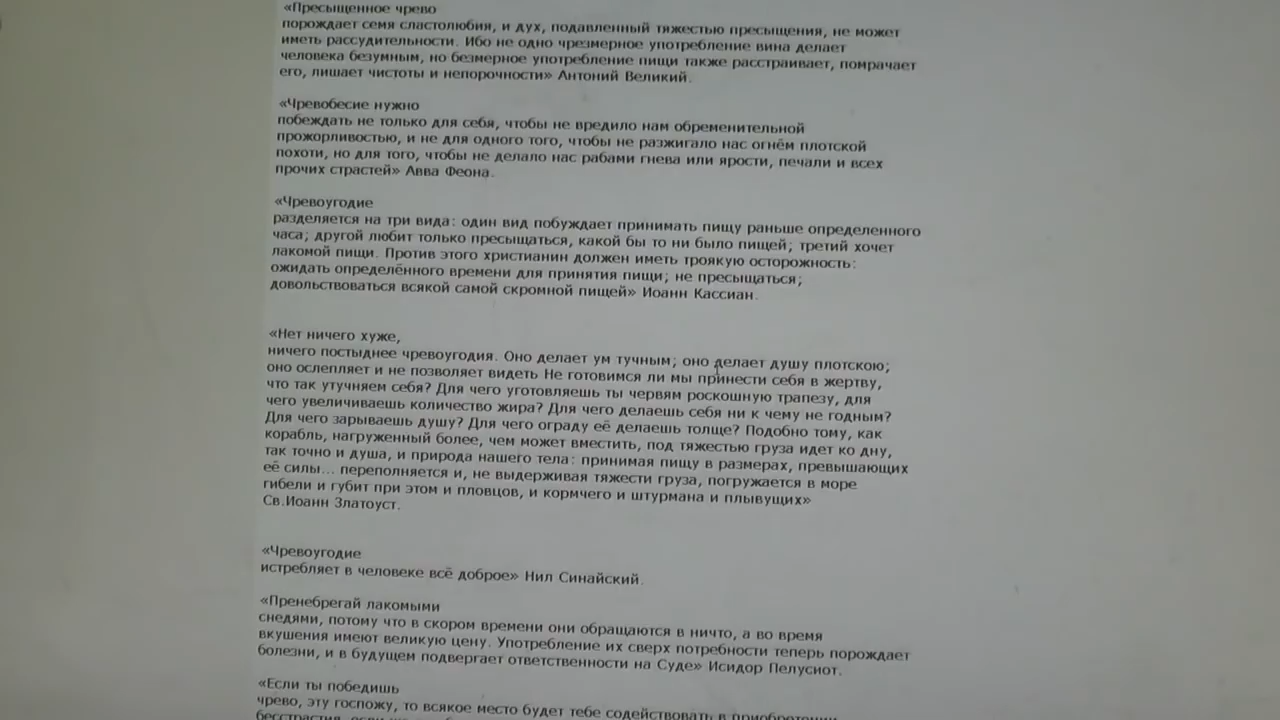 «Пресыщенное чрево
порождает семя сластолюбия, и дух, подавленный тяжестью пресыщения, не может
иметь рассудительности. Ибо не одно чрезмерное употребление вина делает
человека безумным, но безмерное употребление пищи также расстраивает, помрачает
его, лишает чистоты и непорочности» Антоний Великий.
«Чревобесие нужно
побеждать не только для себя, чтобы не вредило нам обременительной
прожорливостью, и не для одного того, чтобы не разжигало нас огнём плотской
похоти, но для того, чтобы не делало нас рабами гнева или ярости, печали и всех
прочих страстей» Авва Феона.
«Чревоугодие
разделяется на три вида: один вид побуждает принимать пищу раньше определенного
часа; другой любит только пресыщаться, какой бы то ни было пищей; третий хочет
лакомой пищи. Против этого христианин должен иметь троякую осторожность:
ожидать определённого времени для принятия пищи; не пресыщаться;
довольствоваться всякой самой скромной пищей» Иоанн Кассиан.
«Нет ничего хуже,
ничего постыднее чревоугодия. Оно делает ум тучным; оно делает душу плотскою;
оно ослепляет и не позволяет видеть Не готовимся ли мы принести себя в жертву,
что так утучняем себя? Для чего уготовляешь ты червям роскошную трапезу, для
чего увеличиваешь количество жира? Для чего делаешь себя ни к чему не годным?
Для чего зарываешь душу? Для чего ограду её делаешь толще? Подобно тому, как
корабль, нагруженный более, чем может вместить, под тяжестью груза идет ко дну,
так точно и душа, и природа нашего тела: принимая пищу в размерах, превышающих
её силы... переполняется и, не выдерживая тяжести груза, погружается в море
гибели и губит при этом и пловцов, и кормчего и штурмана и плывущих»
Св.Иоанн Златоуст.
«Чревоугодие
истребляет в человеке всё доброе» Нил Синайский.
«Пренебрегай лакомыми
снедями, потому что в скором времени они обращаются в ничто, а во время
вкушения имеют великую цену. Употребление их сверх потребности теперь порождает
болезни, и в будущем подвергает ответственности на Суде» Исидор Пелусиот.
«Если ты победишь
чрево, эту госпожу, то всякое место будет тебе содействовать в приобретении